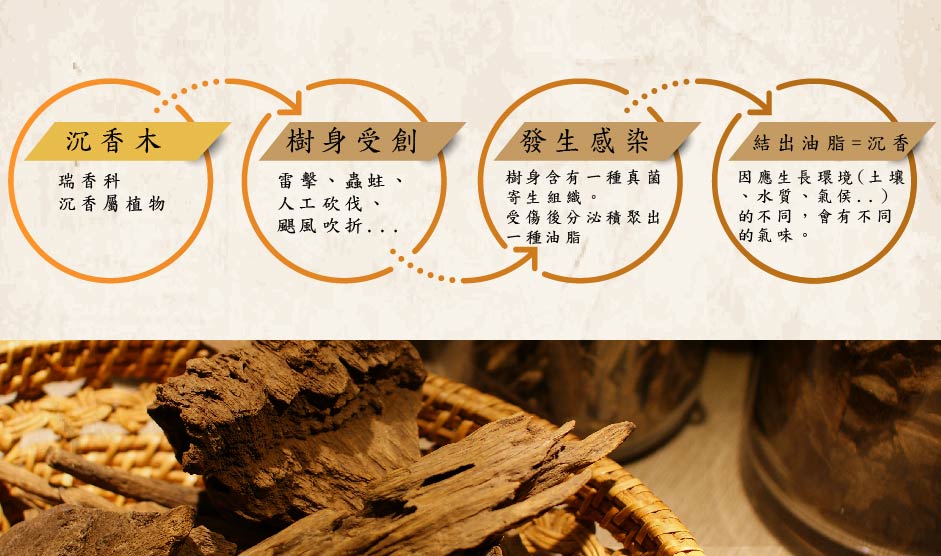 沉香木
瑞香科
沉香屬植物
樹身受創
雷擊、蟲蛀、
人工砍伐、
颶風吹折...
發生感染
樹身含有一種真菌
寄生組織。
受傷後分泌積聚出
一種油脂
結出油脂=沉香
因應生長環境(土壤
、水質、氣侯..)
的不同，會有不同
的氣味。